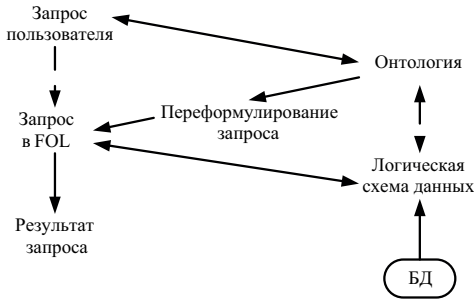 Запрос
пользователя
Онтология
Переформулирование
запроса
Запрос
в FOL
Логическая
схема данных
Результат
запроса
БД